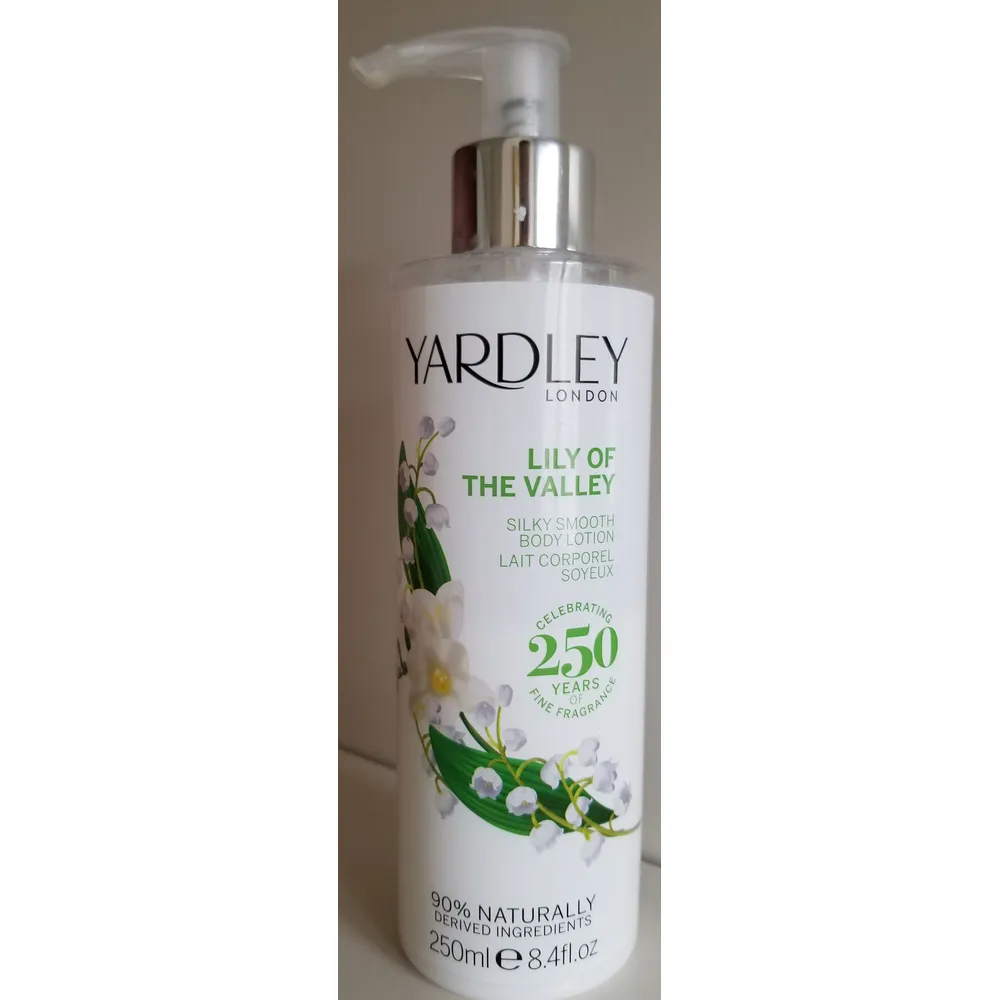 YARDLEY
LONDON
LILY OF
THE VALLEY
SILKY SMOOTH
BODY LOTION
LAIT CORPOREL
SOYEUX
CELEBRATING
250
YEARS
OF
FINE FRAGRANCE
90% NATURALLY
DERIVED INGREDIENTS
250ml e 8.4fl.oz